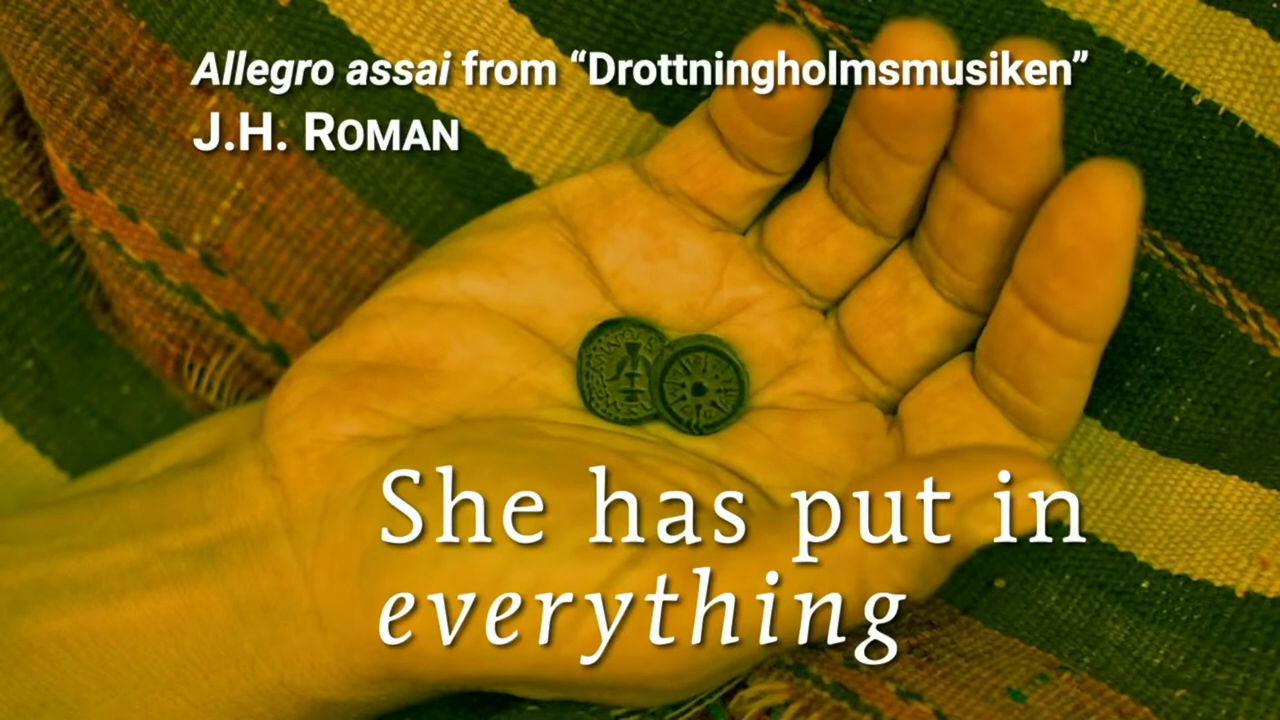 Allegro assai from “Drottningholmsmusiken”
J.H. ROMAN
She has put in
everything